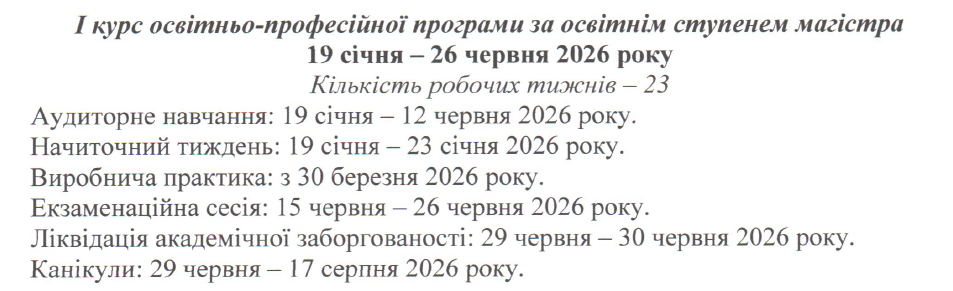 І курс освітньо-професійної програми за освітнім ступенем магістра
19 січня – 26 червня 2026 року
Кількість робочих тижнів – 23
Аудиторне навчання: 19 січня – 12 червня 2026 року.
Начиточний тиждень: 19 січня – 23 січня 2026 року.
Виробнича практика: з 30 березня 2026 року.
Екзаменаційна сесія: 15 червня – 26 червня 2026 року.
Ліквідація академічної заборгованості: 29 червня – 30 червня 2026 року.
Канікули: 29 червня – 17 серпня 2026 року.